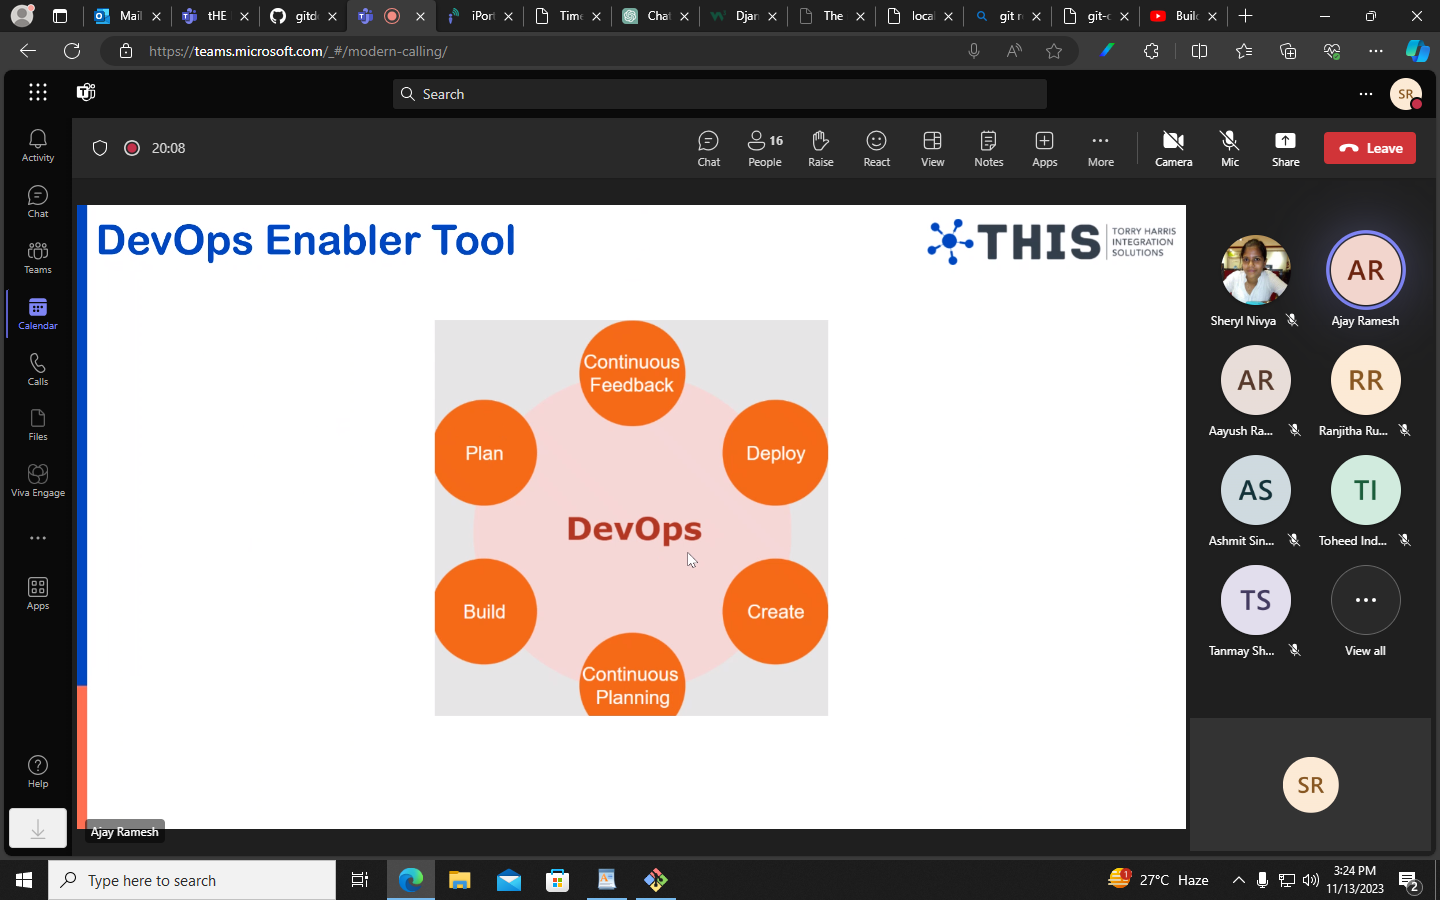 Mail
tHE
gitd
iPor
Time
Chat
Djan
The
loca
git r
git-c
Buil
https://teams.microsoft.com/_#/modern-calling/
Search
SR
Activity
Chat
Teams
Calendar
Calls
Files
Viva Engage
Apps
Help
20:08
Chat
16
People
Raise
React
View
Notes
Apps
More
Camera
Mic
Share
Leave
DevOps Enabler Tool
THIS
TORRY HARRIS
INTEGRATION
SOLUTIONS
Continuous
Feedback
Plan
Deploy
DevOps
Build
Create
Continuous
Planning
Ajay Ramesh
Sheryl Nivya
AR
Ajay Ramesh
AR
Aayush Ra...
RR
Ranjitha Ru...
AS
Ashmit Sin...
TI
Toheed Ind...
TS
Tanmay Sh...
View all
SR
Type here to search
1
27°C Haze
3:24 PM
11/13/2023
2